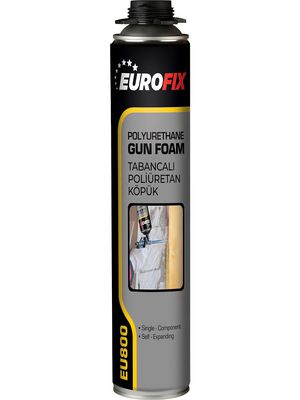 EUROFIX
POLYURETHANE
GUN FOAM
TABANCALI
POLİÜRETAN
KÖPÜK
• Single - Component
• Self - Expanding
EU800